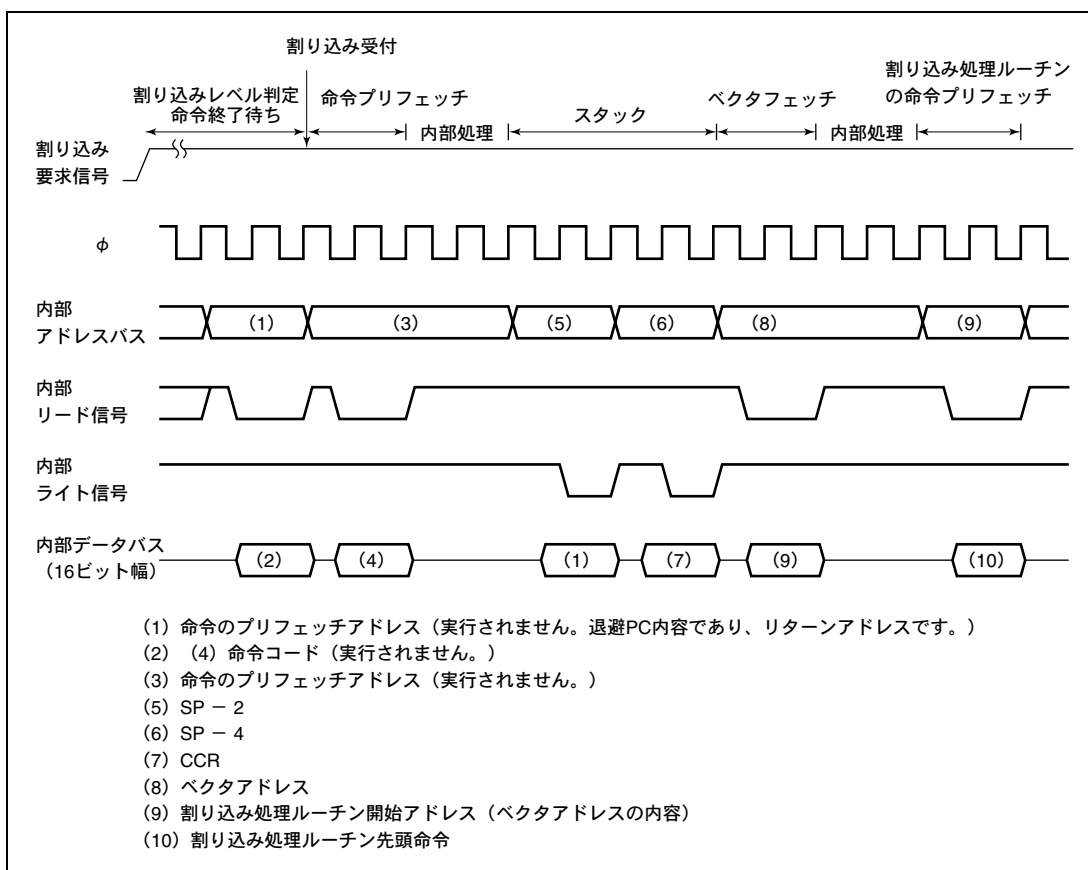 割り込み受付
割り込みレベル判定
命令終了待ち
命令プリフェッチ
内部処理
スタック
ベクタフェッチ
内部処理
割り込み処理ルーチン
の命令プリフェッチ
割り込み
要求信号
φ
内部
アドレスバス
(1) (3) (5) (6) (8) (9)
内部
リード信号
内部
ライト信号
内部データバス
(16ビット幅)
(2) (4) (1) (7) (9) (10)
(1) 命令のプリフェッチアドレス(実行されません。退避PC内容であり、リターンアドレスです。)
(2) (4) 命令コード(実行されません。)
(3) 命令のプリフェッチアドレス(実行されません。)
(5) SP － 2
(6) SP － 4
(7) CCR
(8) ベクタアドレス
(9) 割り込み処理ルーチン開始アドレス(ベクタアドレスの内容)
(10) 割り込み処理ルーチン先頭命令